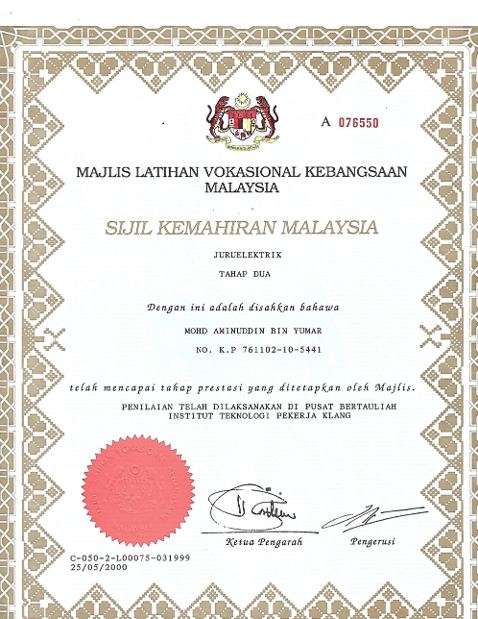 A 076550
MAJLIS LATIHAN VOKASIONAL KEBANGSAAN
MALAYSIA
SIJIL KEMAHIRAN MALAYSIA
JURUELEKTRIK
TAHAP DUA
Dengan ini adalah disahkan bahawa
MOHD AMINUDDIN BIN YUMAR
NO. K.P 761102-10-5441
telah mencapai tahap prestasi yang ditetapkan oleh Majlis.
PENILAIAN TELAH DILAKSANAKAN DI PUSAT BERTAULIAH
INSTITUT TEKNOLOGI PEKERJA KLANG
Ketua Pengarah
Pengerusi
C-050-2-L00075-031999
25/05/2000